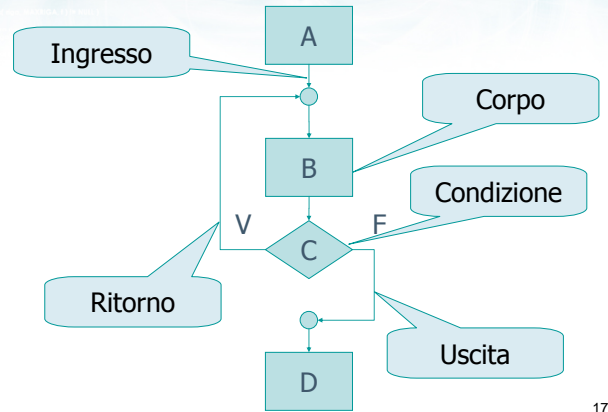 A
Ingresso
Corpo
B
Condizione
V
F
C
Ritorno
Uscita
D
17